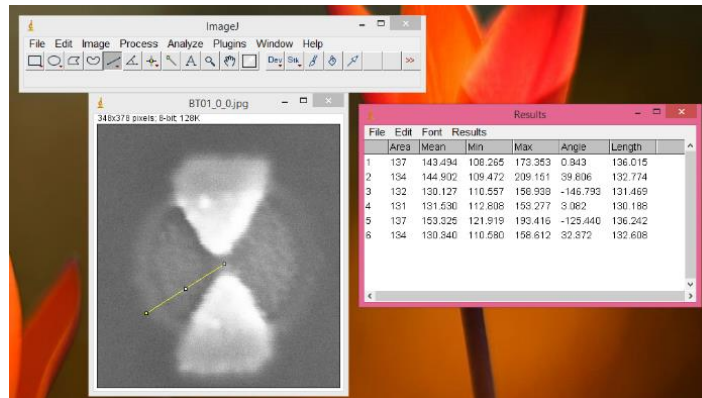 ImageJ
File Edit Image Process Analyze Plugins Window Help
A Dev Stk >>
BT01_0_0.jpg
348x378 pixels; 8-bit; 128K
Results
File Edit Font Results
Area Mean Min Max Angle Length
1 137 143.494 108.265 173.353 0.843 136.015
2 134 144.902 109.472 209.151 39.806 132.774
3 132 130.127 110.557 158.938 -146.793 131.469
4 131 131.530 112.808 153.277 3.082 130.188
5 137 153.325 121.919 193.416 -125.440 136.242
6 134 130.340 110.580 158.612 32.372 132.608